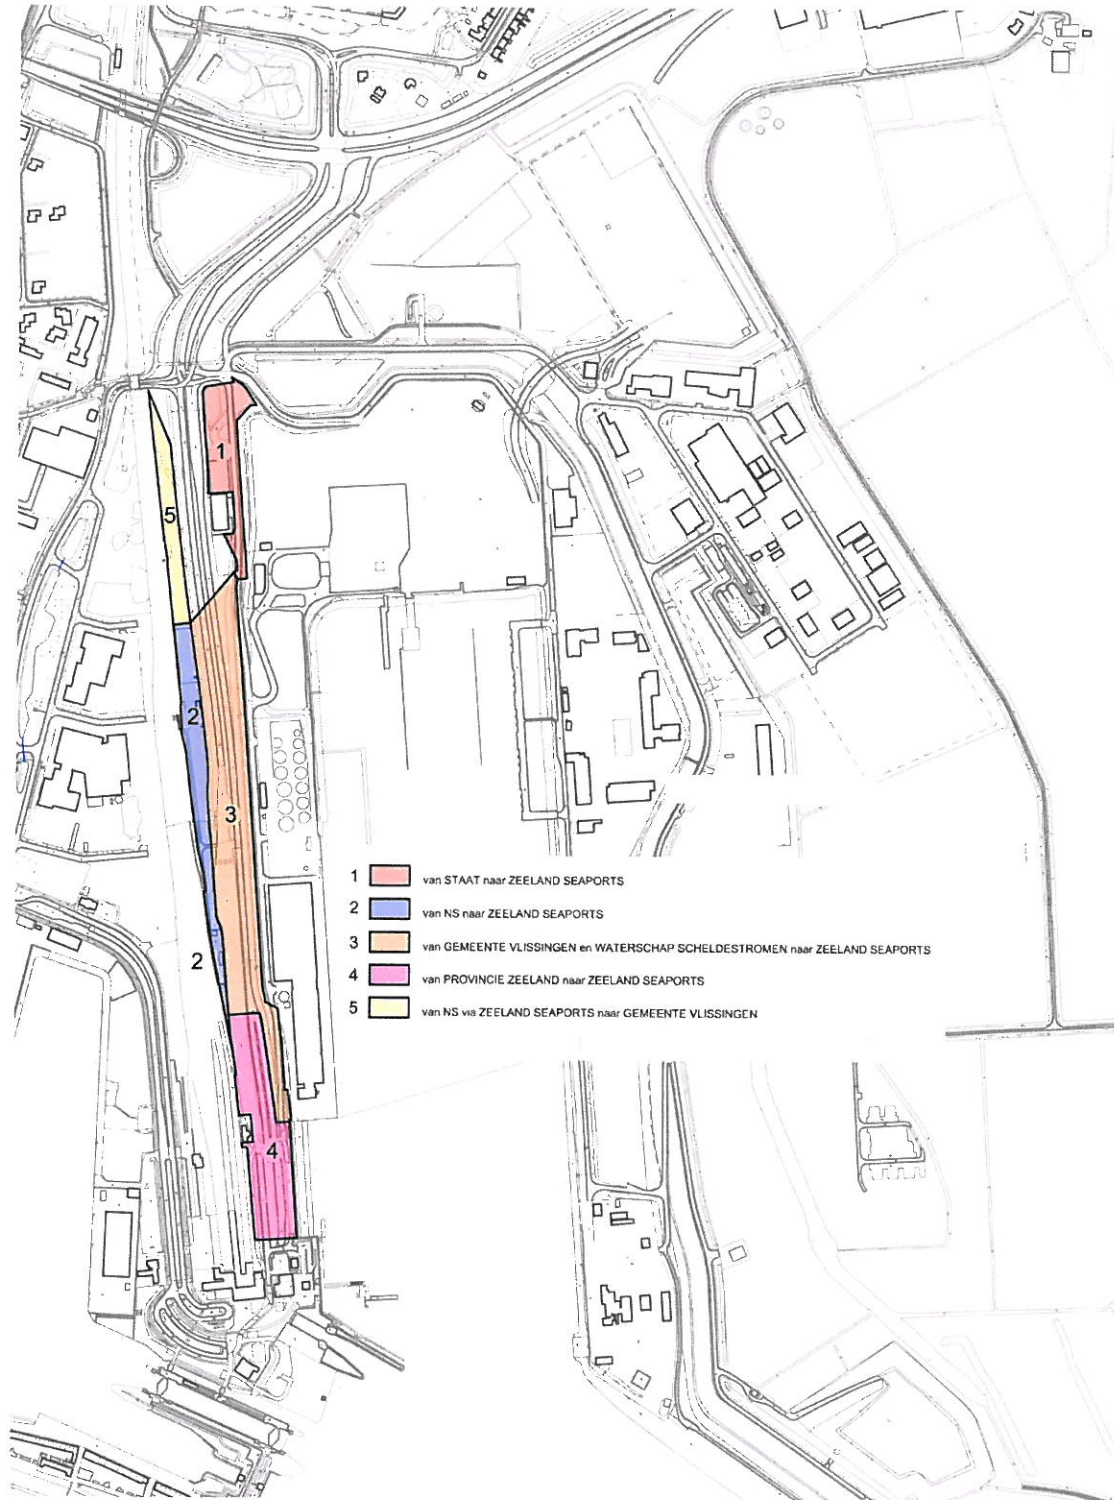 1
5
2
3
2
4
1 van STAAT naar ZEELAND SEAPORTS
2 van NS naar ZEELAND SEAPORTS
3 van GEMEENTE VLISSINGEN en WATERSCHAP SCHELDESTROMEN naar ZEELAND SEAPORTS
4 van PROVINCIE ZEELAND naar ZEELAND SEAPORTS
5 van NS via ZEELAND SEAPORTS naar GEMEENTE VLISSINGEN